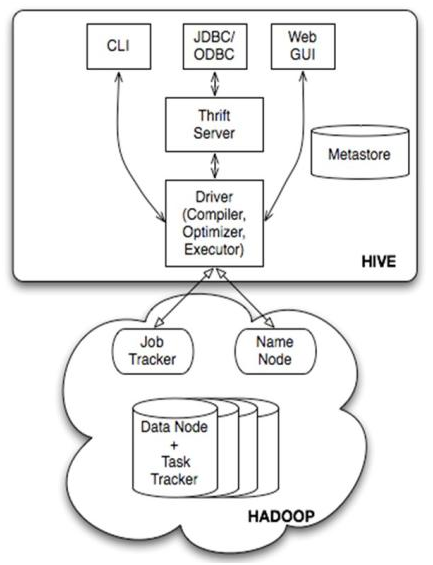 CLI
JDBC/
ODBC
Web
GUI
Thrift
Server
Metastore
Driver
(Compiler,
Optimizer,
Executor)
HIVE
Job
Tracker
Name
Node
Data Node
+
Task
Tracker
HADOOP